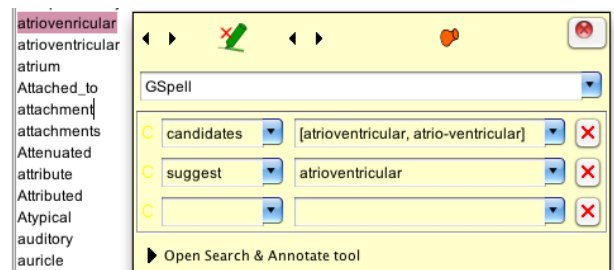 atriovenricular
atrioventricular
atrium
Attached_to
attachment
attachments
Attenuated
attribute
Attributed
Atypical
auditory
auricle
GSpell
C candidates [atrioventricular, atrio-ventricular]
C suggest atrioventricular
C
Open Search & Annotate tool